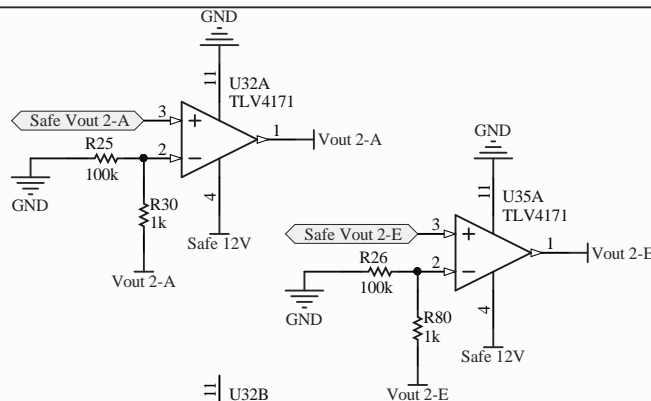 GND
11
U32A
TLV4171
Safe Vout 2-A
3
1
Vout 2-A
R25
2
100k
GND
R30
1k
4
Safe 12V
Vout 2-A
GND
11
U35A
TLV4171
Safe Vout 2-E
3
1
Vout 2-E
R26
2
100k
GND
R80
1k
4
Safe 12V
Vout 2-E
11
U32B